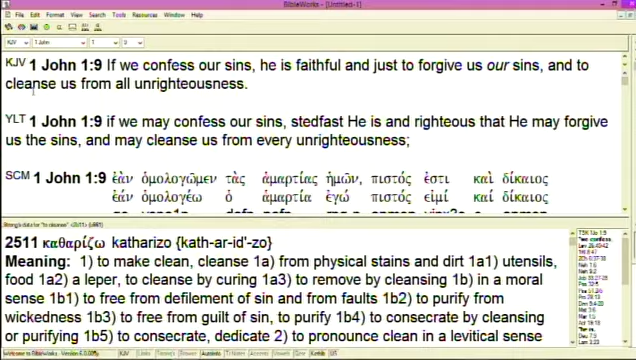 BibleWorks - [Untitled-1]
File Edit Format View Search Tools Resources Window Help
KJV 1 John 1 9
KJV 1 John 1:9 If we confess our sins, he is faithful and just to forgive us our sins, and to
cleanse us from all unrighteousness.
YLT 1 John 1:9 If we may confess our sins, stedfast He is and righteous that He may forgive
us the sins, and may cleanse us from every unrighteousness;
SCM 1 John 1:9 ἐὰν ὁμολογῶμεν τὰς ἁμαρτίας ἡμῶν, πιστός ἐστι καὶ δίκαιος
ἐάν ὁμολογέω ὁ ἁμαρτία ἐγώ πιστός εἰμί καί δίκαιος
2511 καθαρίζω katharizo {kath-ar-id'-zo}
Meaning: 1) to make clean, cleanse 1a) from physical stains and dirt 1a1) utensils,
food 1a2) a leper, to cleanse by curing 1a3) to remove by cleansing 1b) in a moral
sense 1b1) to free from defilement of sin and from faults 1b2) to purify from
wickedness 1b3) to free from guilt of sin, to purify 1b4) to consecrate by cleansing
or purifying 1b5) to consecrate, dedicate 2) to pronounce clean in a levitical sense